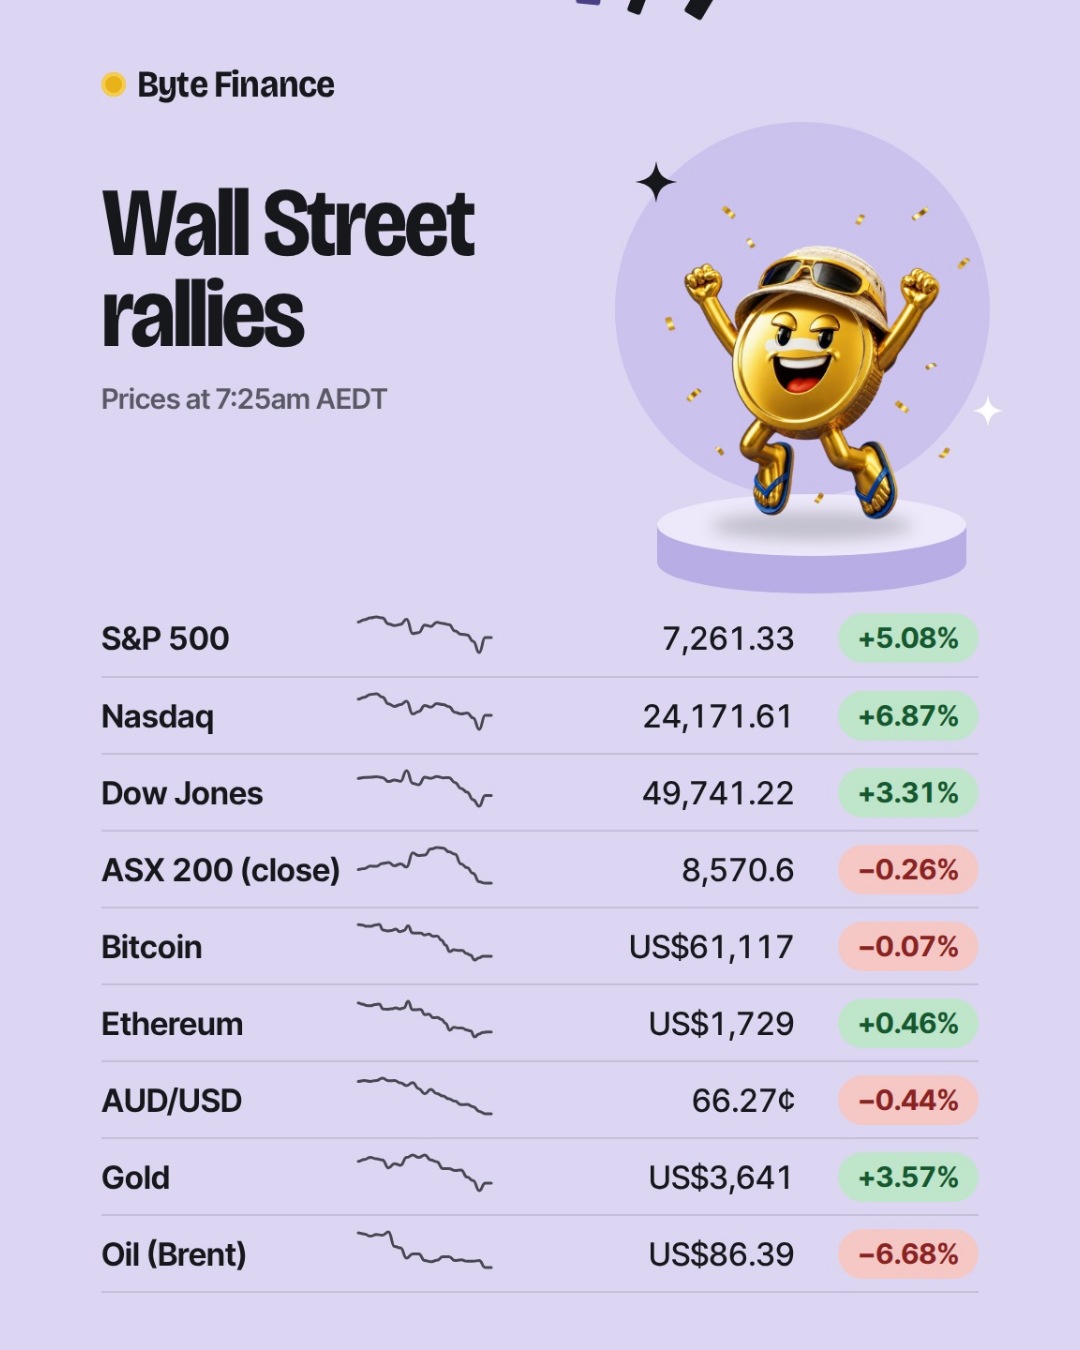 Byte Finance
Wall Street
rallies
Prices at 7:25am AEDT
S&P 500 7,261.33 +5.08%
Nasdaq 24,171.61 +6.87%
Dow Jones 49,741.22 +3.31%
ASX 200 (close) 8,570.6 −0.26%
Bitcoin US$61,117 −0.07%
Ethereum US$1,729 +0.46%
AUD/USD 66.27¢ −0.44%
Gold US$3,641 +3.57%
Oil (Brent) US$86.39 −6.68%